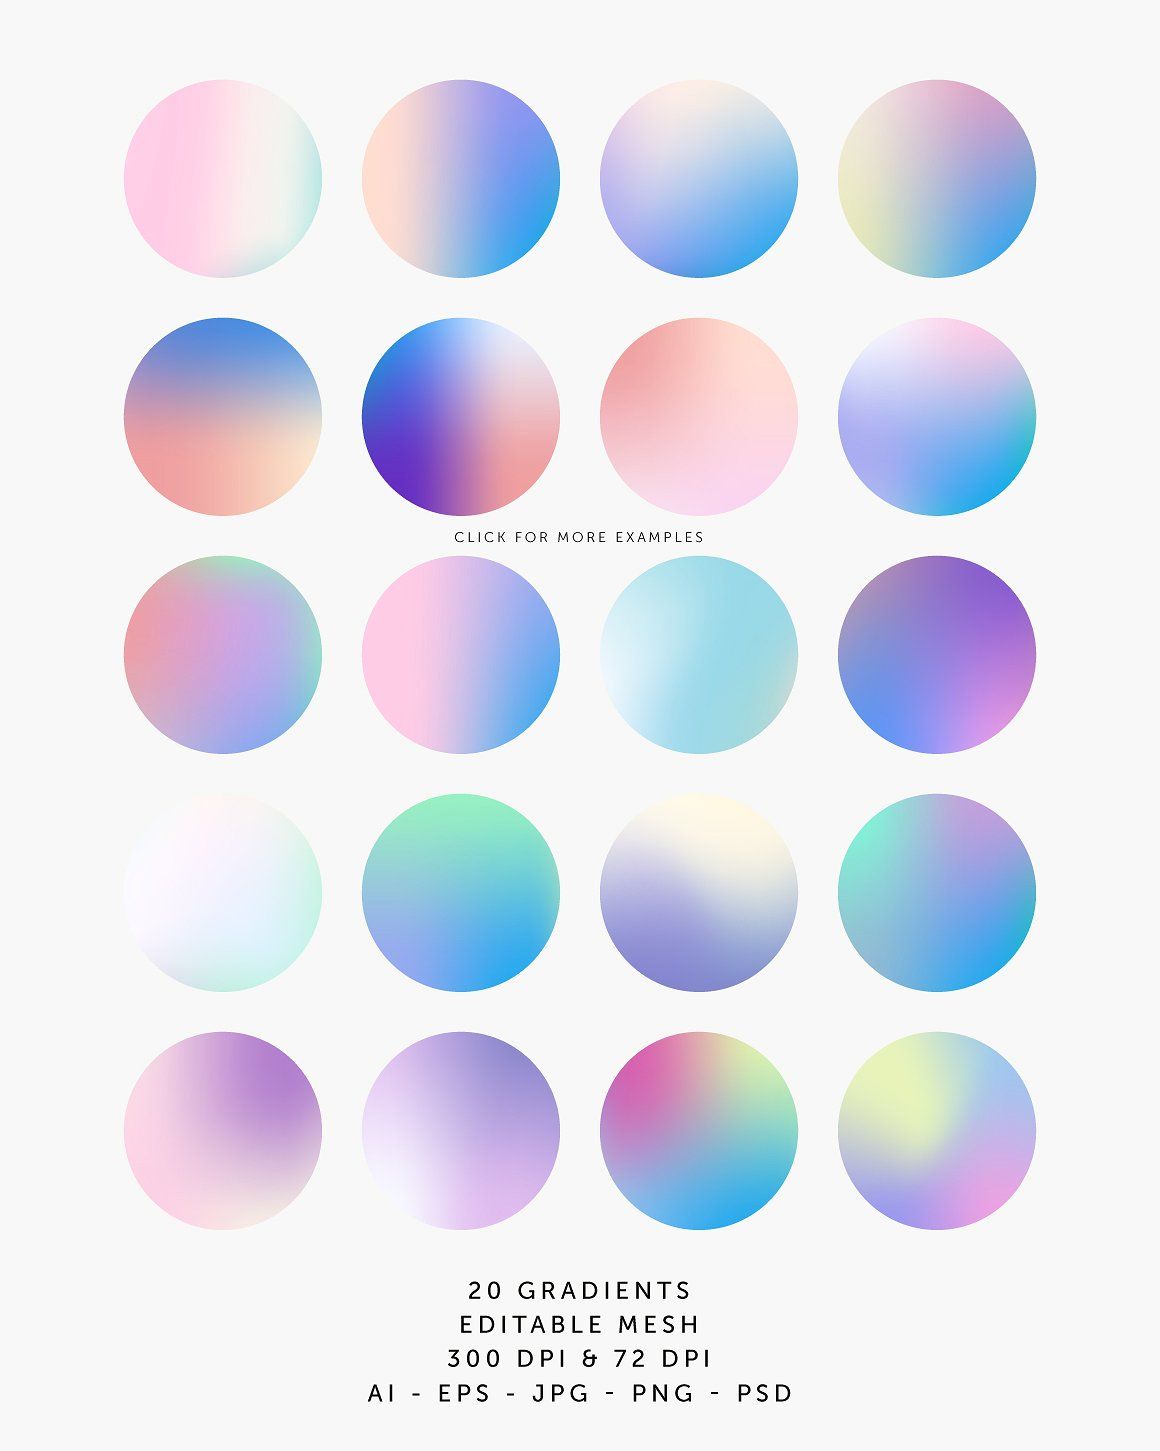 CLICK FOR MORE EXAMPLES
20 GRADIENTS
EDITABLE MESH
300 DPI & 72 DPI
AI - EPS - JPG - PNG - PSD